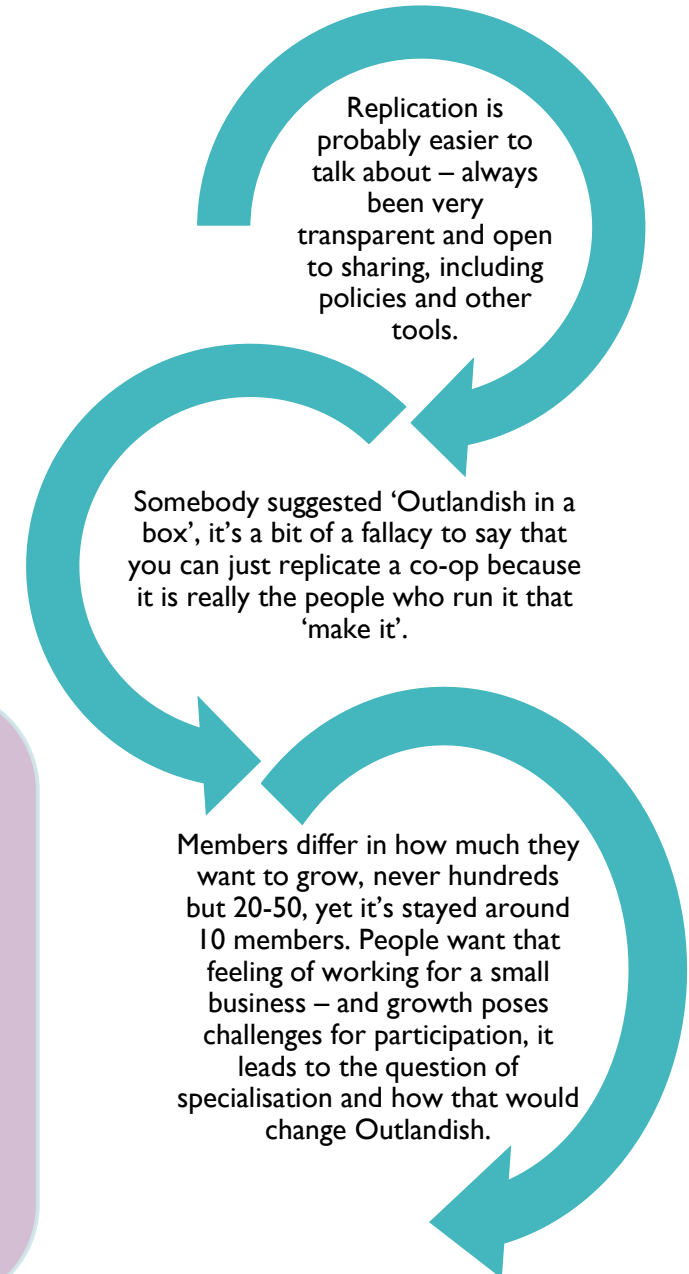 Replication is
probably easier to
talk about – always
been very
transparent and open
to sharing, including
policies and other
tools.
Somebody suggested ‘Outlandish in a
box’, it’s a bit of a fallacy to say that
you can just replicate a co-op because
it is really the people who run it that
‘make it’.
Members differ in how much they
want to grow, never hundreds
but 20-50, yet it’s stayed around
10 members. People want that
feeling of working for a small
business – and growth poses
challenges for participation, it
leads to the question of
specialisation and how that would
change Outlandish.